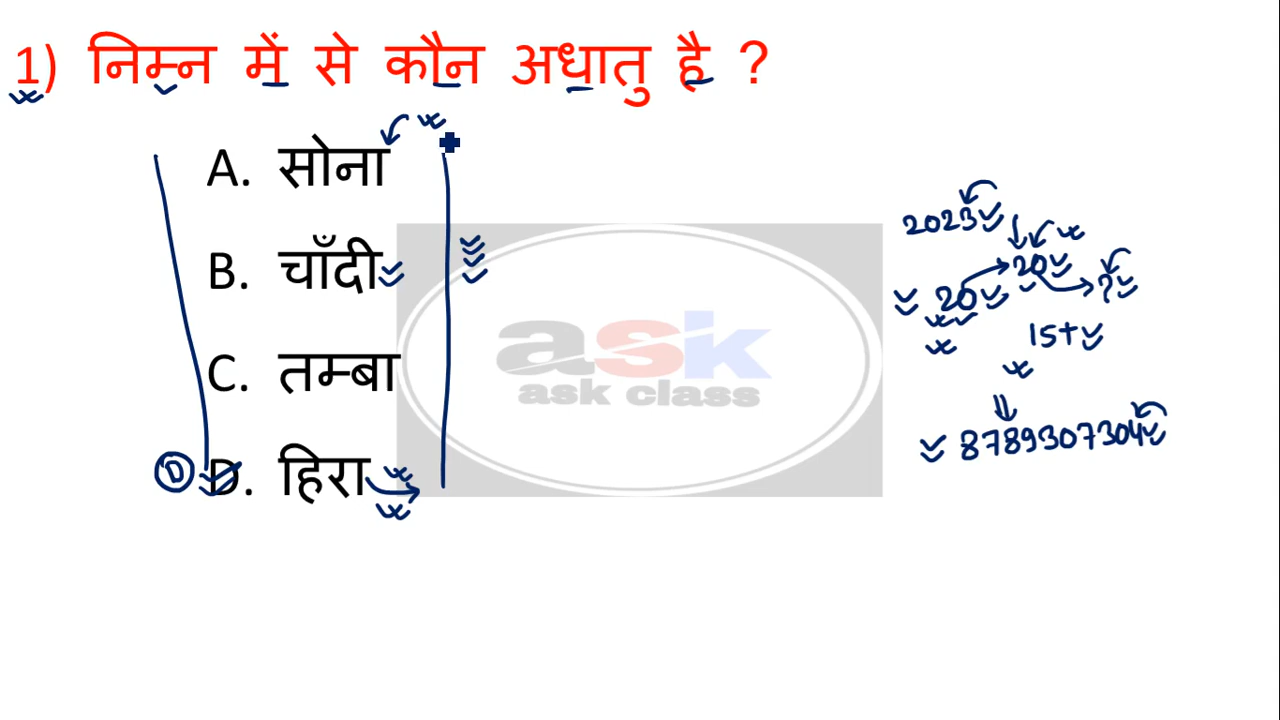 1) निम्न में से कौन अधातु है ?
A. सोना
B. चाँदी
C. तम्बा
D. हिरा
D
ask
ask class
2023
20
20 ?
15+
8789307304